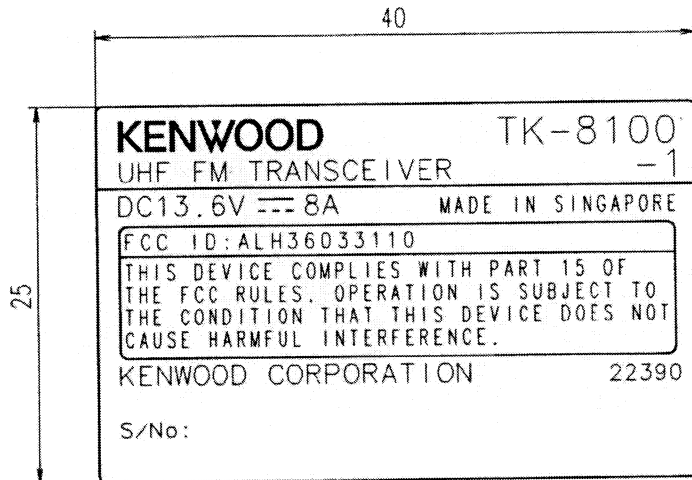 40
25
KENWOOD TK-8100
UHF FM TRANSCEIVER -1
DC13.6V ⎓ 8A MADE IN SINGAPORE
FCC ID:ALH36033110
THIS DEVICE COMPLIES WITH PART 15 OF
THE FCC RULES. OPERATION IS SUBJECT TO
THE CONDITION THAT THIS DEVICE DOES NOT
CAUSE HARMFUL INTERFERENCE.
KENWOOD CORPORATION 22390
S/No: